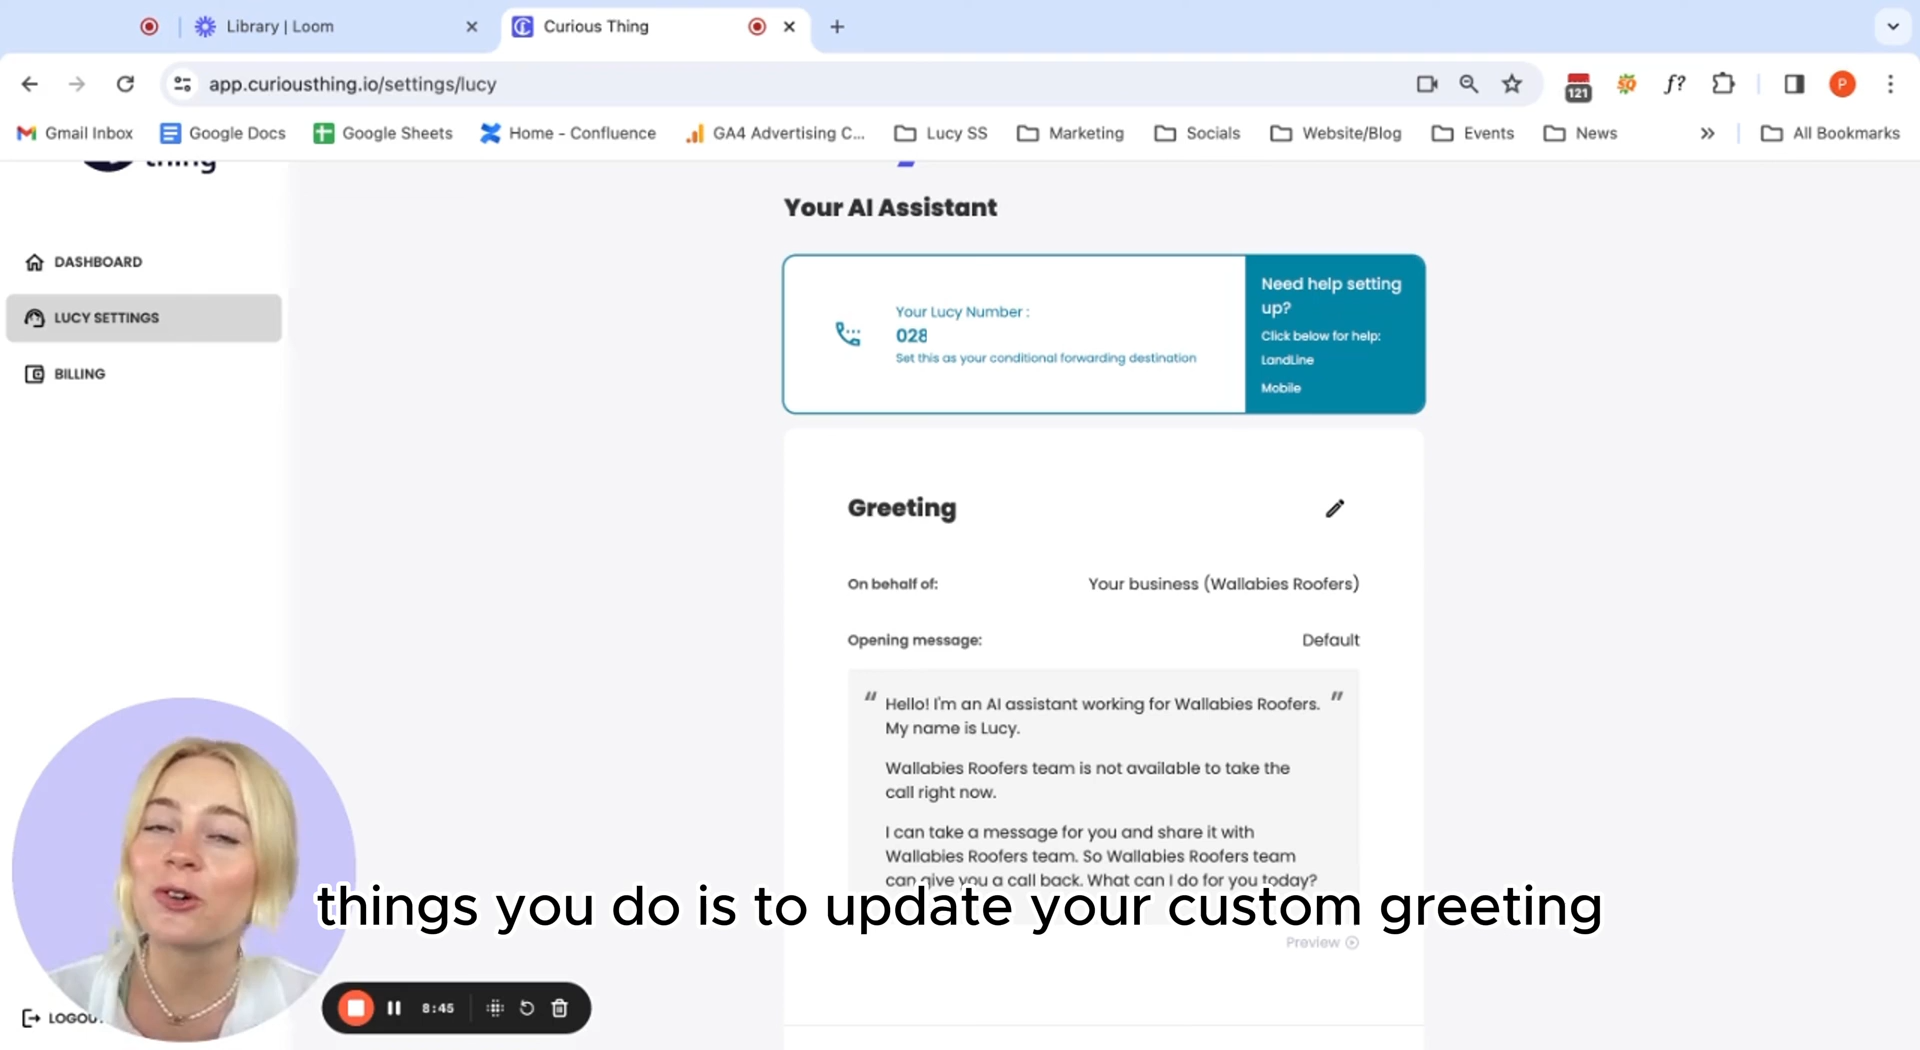 Library | Loom
Curious Thing
app.curiousthing.io/settings/lucy
121
SQ
f?
P
Gmail Inbox
Google Docs
Google Sheets
Home - Confluence
GA4 Advertising C...
Lucy SS
Marketing
Socials
Website/Blog
Events
News
All Bookmarks
thing
DASHBOARD
LUCY SETTINGS
BILLING
Your AI Assistant
Your Lucy Number :
028
Set this as your conditional forwarding destination
Need help setting
up?
Click below for help:
LandLine
Mobile
Greeting
On behalf of:
Your business (Wallabies Roofers)
Opening message:
Default
“ Hello! I'm an AI assistant working for Wallabies Roofers. ”
My name is Lucy.
Wallabies Roofers team is not available to take the
call right now.
I can take a message for you and share it with
Wallabies Roofers team. So Wallabies Roofers team
can give you a call back. What can I do for you today?
things you do is to update your custom greeting
Preview
8:45